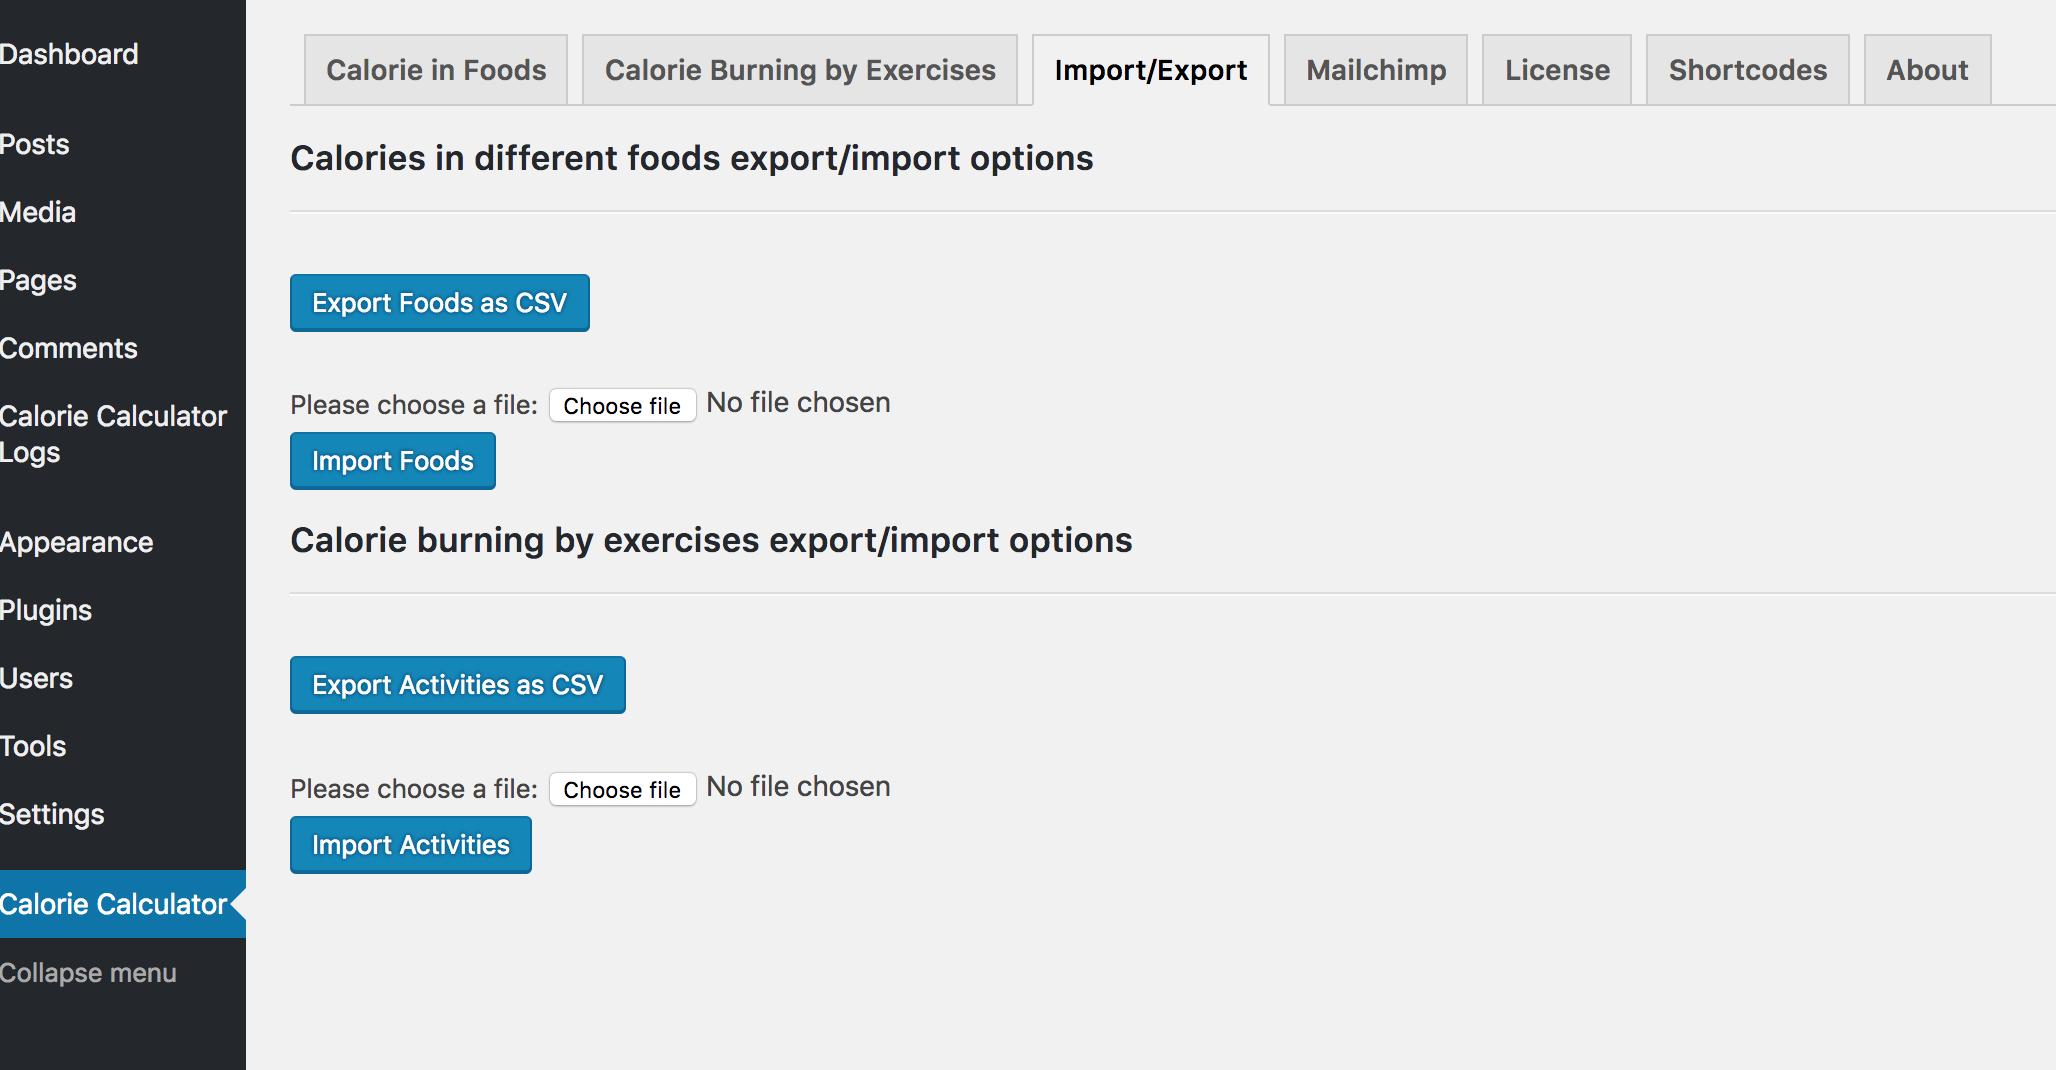 Dashboard
Posts
Media
Pages
Comments
Calorie Calculator
Logs
Appearance
Plugins
Users
Tools
Settings
Calorie Calculator
Collapse menu
Calorie in Foods
Calorie Burning by Exercises
Import/Export
Mailchimp
License
Shortcodes
About
Calories in different foods export/import options
Export Foods as CSV
Please choose a file: Choose file No file chosen
Import Foods
Calorie burning by exercises export/import options
Export Activities as CSV
Please choose a file: Choose file No file chosen
Import Activities